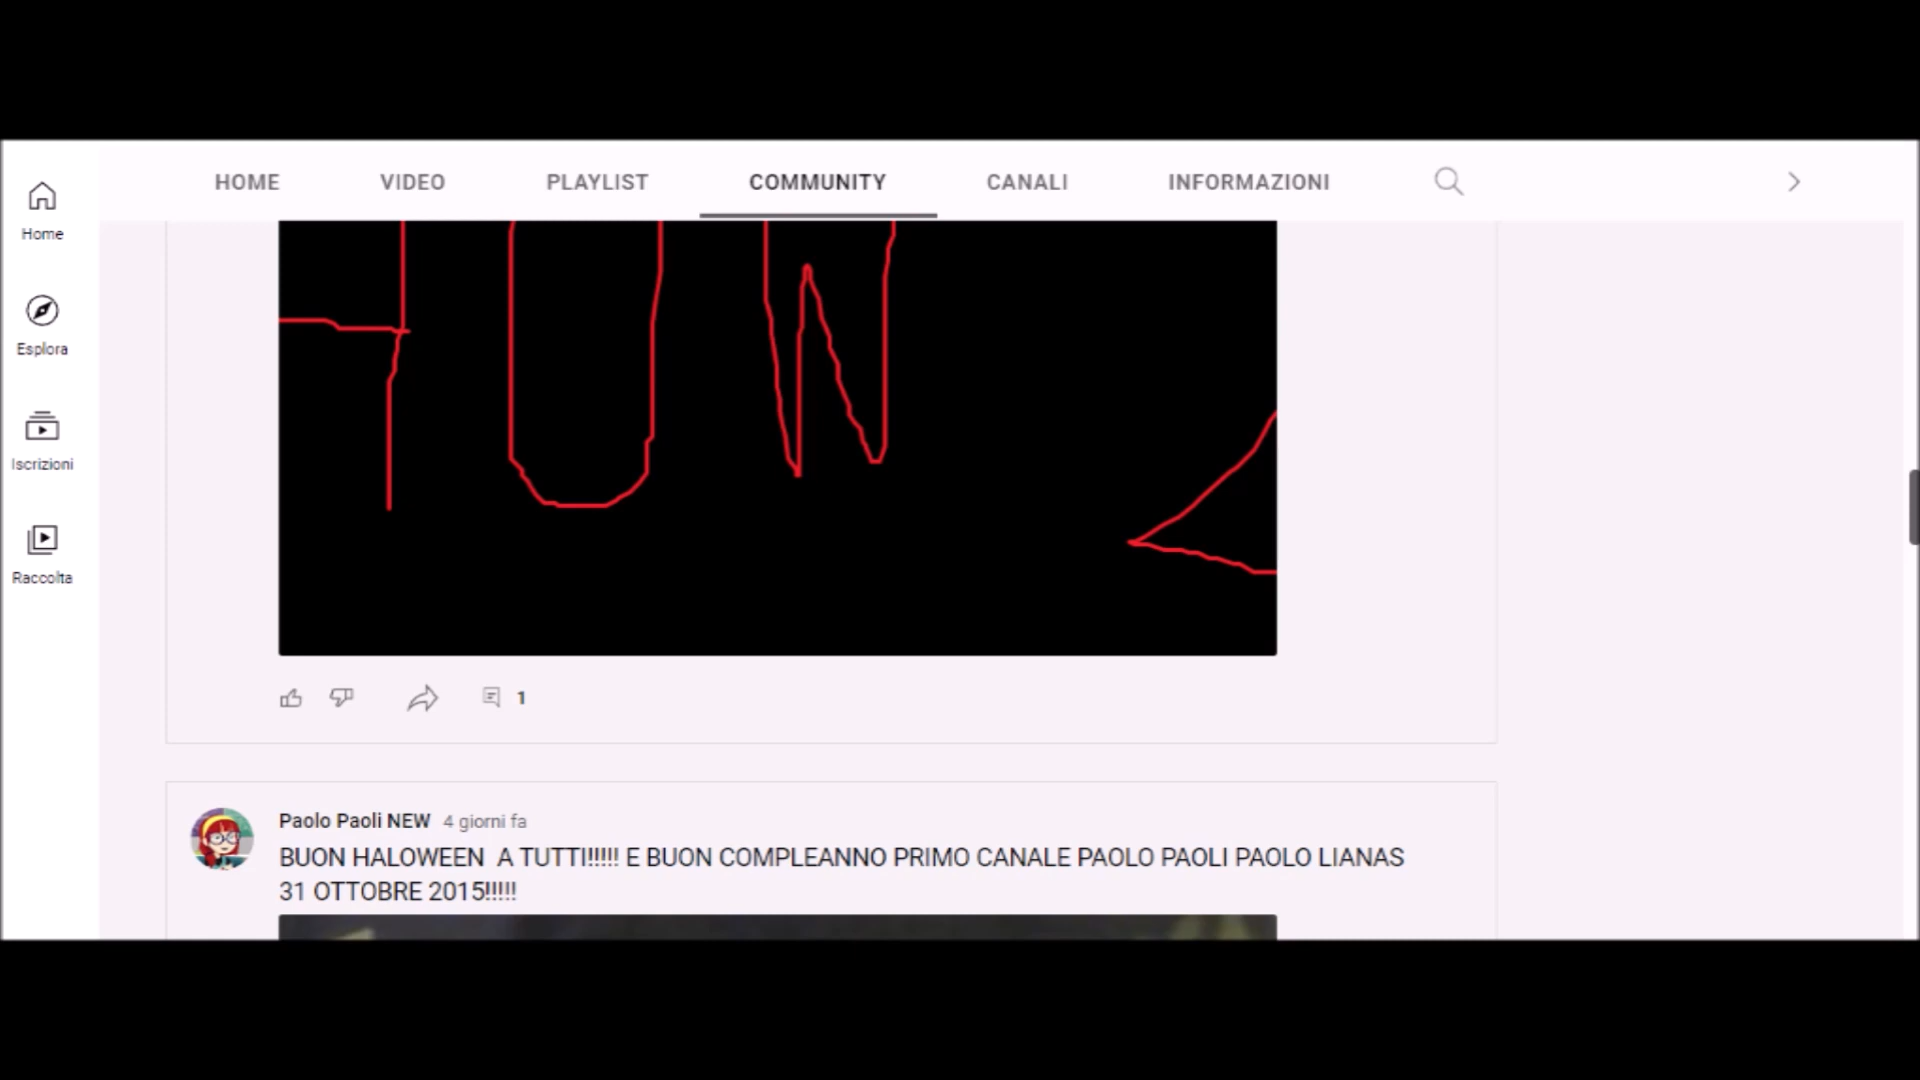 HOME VIDEO PLAYLIST COMMUNITY CANALI INFORMAZIONI
Home
Esplora
Iscrizioni
Raccolta
1
Paolo Paoli NEW 4 giorni fa
BUON HALOWEEN A TUTTI!!!!! E BUON COMPLEANNO PRIMO CANALE PAOLO PAOLI PAOLO LIANAS
31 OTTOBRE 2015!!!!!